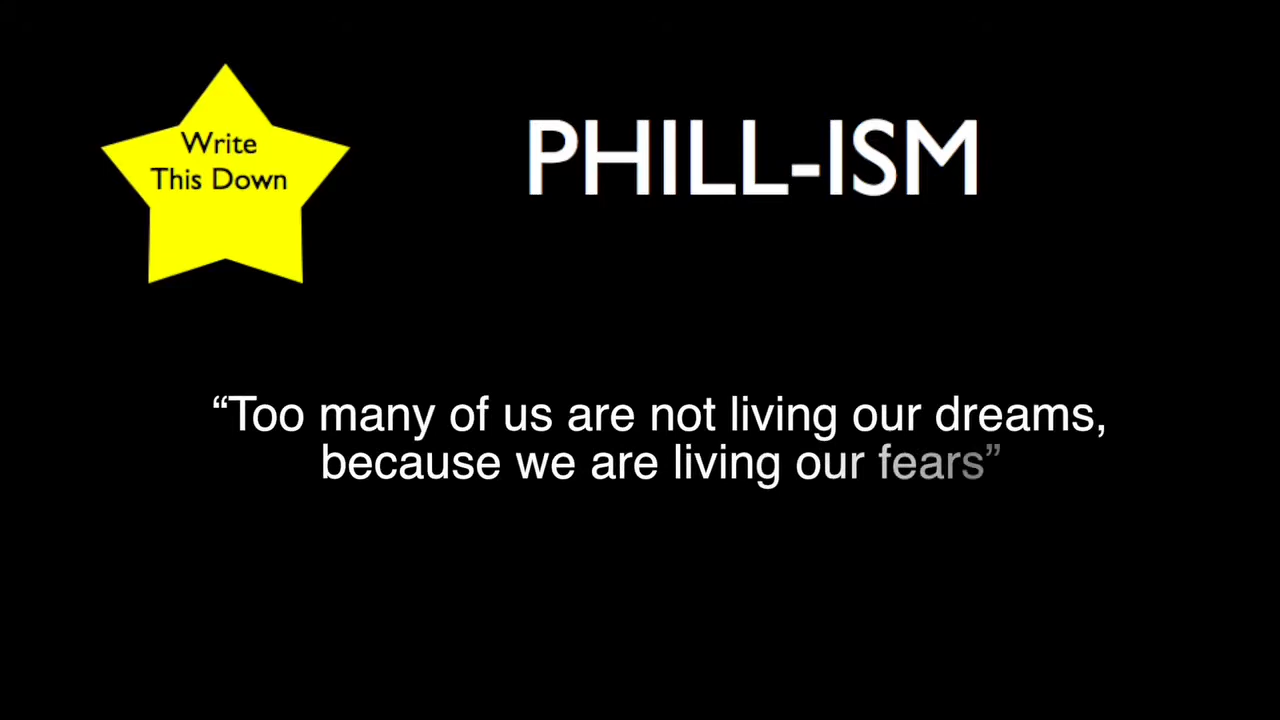 Write
This Down
PHILL-ISM
“Too many of us are not living our dreams,
because we are living our fears”